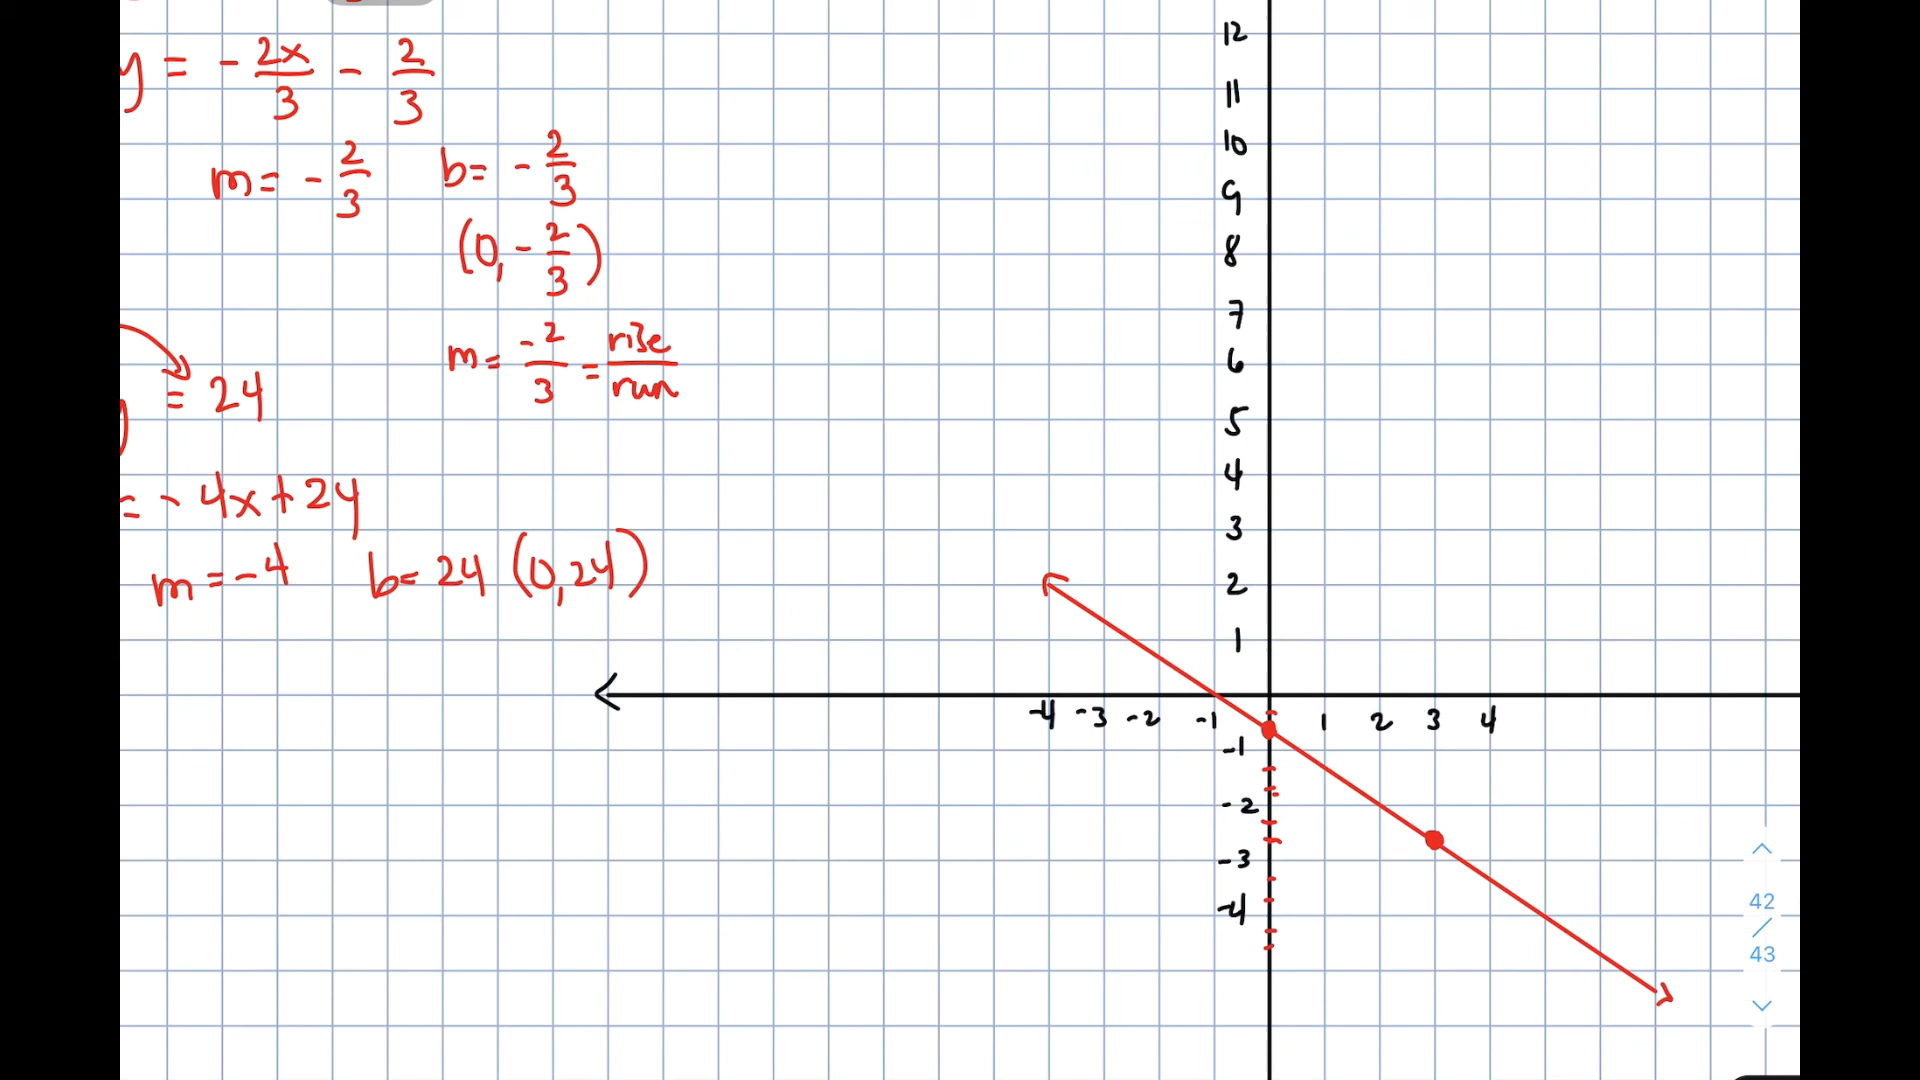 y = - 2x/3 - 2/3
m = - 2/3 b = - 2/3
(0, - 2/3)
m = -2/3 = rise/run
= 24
= - 4x + 24
m = -4 b = 24 (0, 24)
12
11
10
9
8
7
6
5
4
3
2
1
-4 -3 -2 -1 1 2 3 4
-1
-2
-3
-4
42
/
43